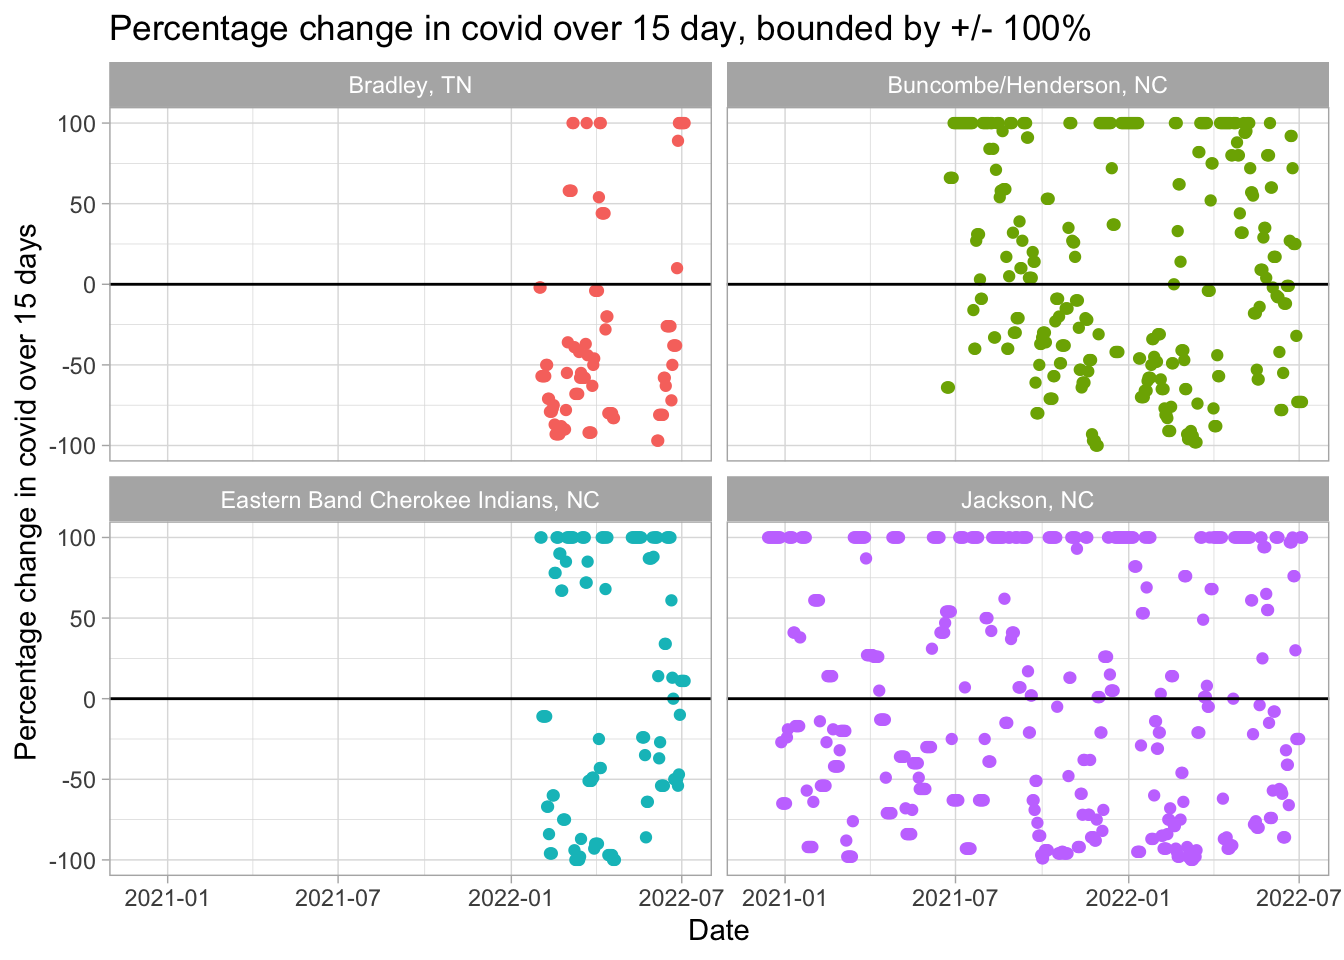 Percentage change in covid over 15 day, bounded by +/- 100%
Bradley, TN
Buncombe/Henderson, NC
100
50
0
-50
-100
Eastern Band Cherokee Indians, NC
Jackson, NC
100
50
0
-50
-100
2021-01
2021-07
2022-01
2022-07
2021-01
2021-07
2022-01
2022-07
Date
Percentage change in covid over 15 days